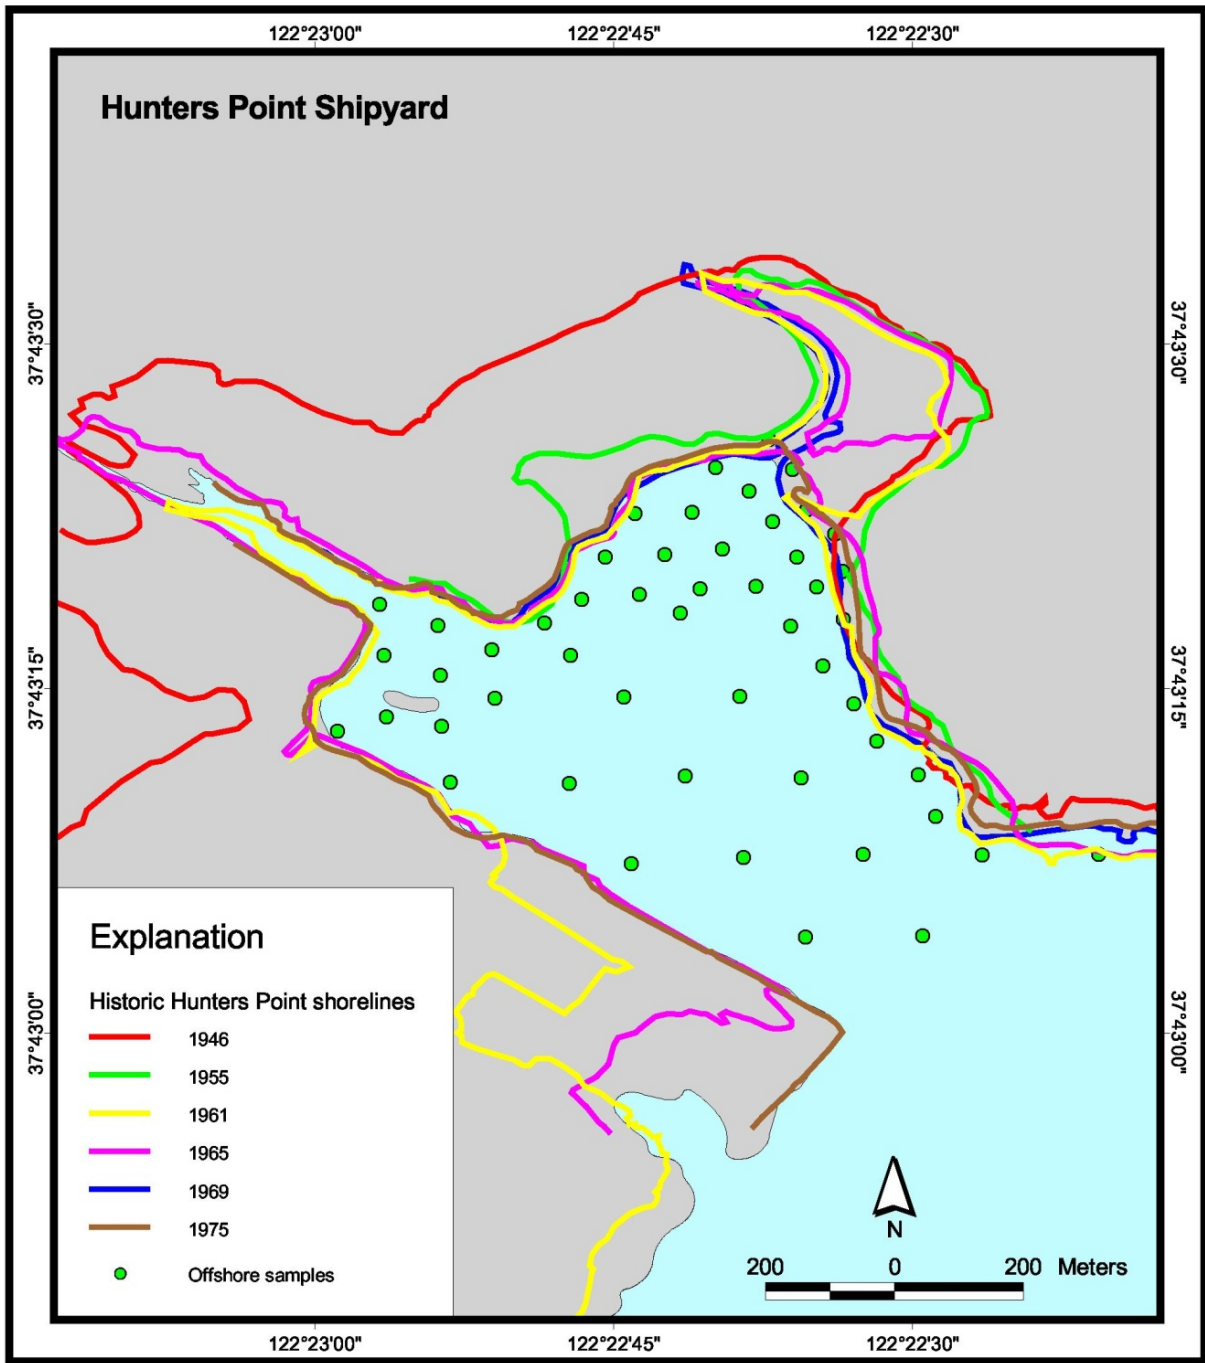 122°23'00" 122°22'45" 122°22'30"
Hunters Point Shipyard
37°43'30" 37°43'30"
37°43'15" 37°43'15"
37°43'00" 37°43'00"
Explanation
Historic Hunters Point shorelines
1946
1955
1961
1965
1969
1975
Offshore samples
N
200 0 200 Meters
122°23'00" 122°22'45" 122°22'30"